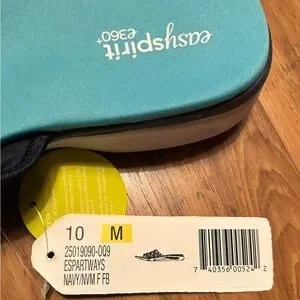 easyspirit
e360+
10 M
25019090-009
ESPARTWAYS
NAVY/NVM F FB
7 40356 00524 2